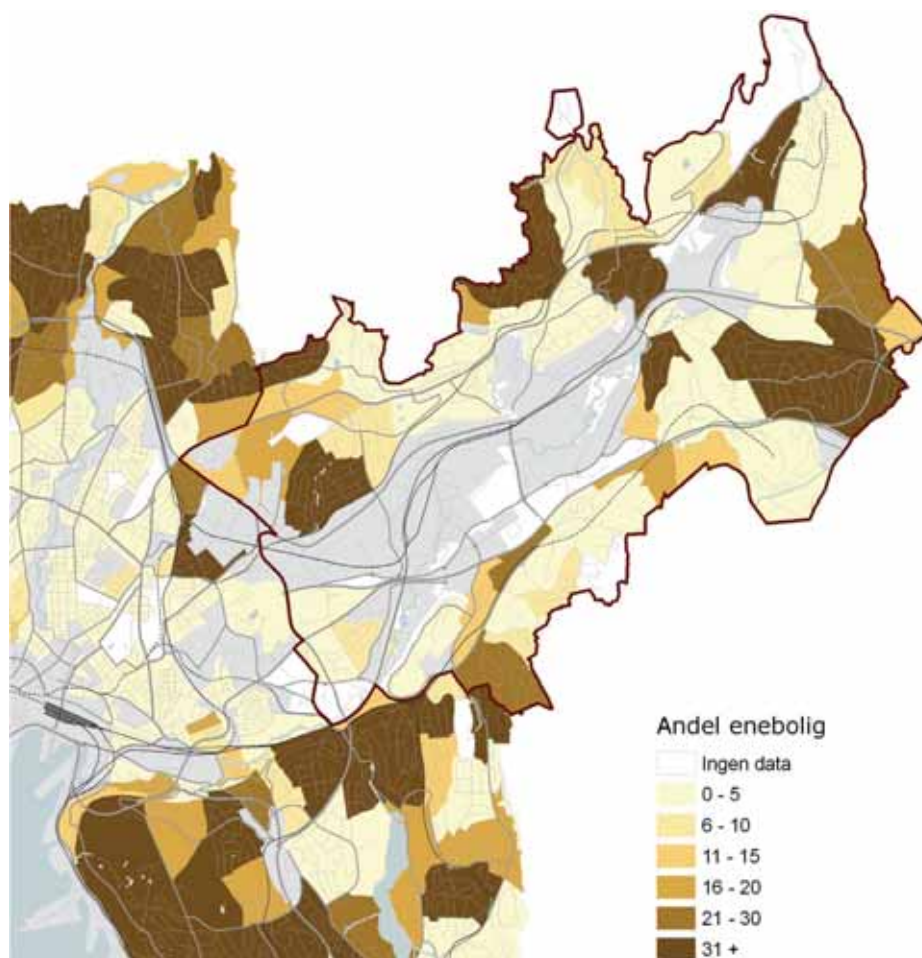 Andel enebolig
Ingen data
0 - 5
6 - 10
11 - 15
16 - 20
21 - 30
31 +